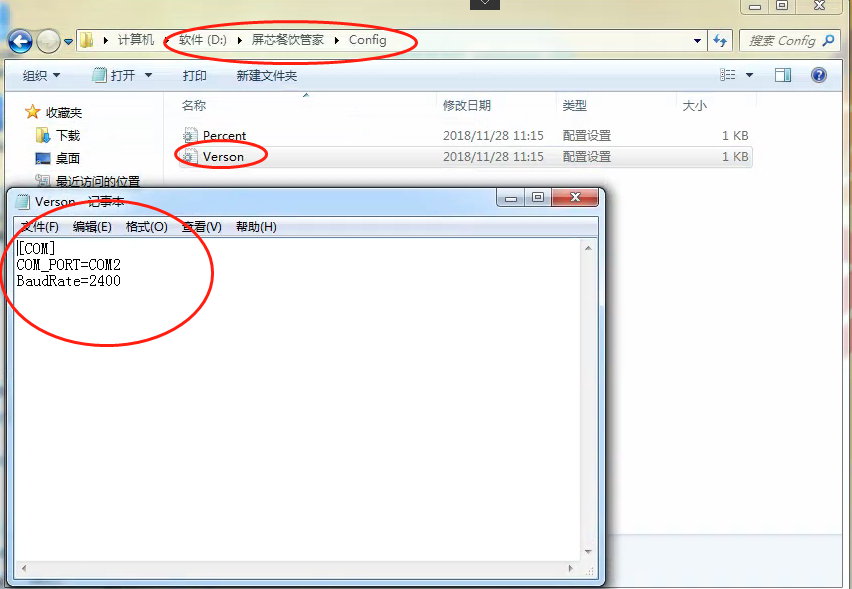 计算机 软件 (D:) 屏芯餐饮管家 Config
搜索 Config
组织 打开 打印 新建文件夹
名称 修改日期 类型 大小
收藏夹
下载
桌面
最近访问的位置
Percent 2018/11/28 11:15 配置设置 1 KB
Verson 2018/11/28 11:15 配置设置 1 KB
Verson - 记事本
文件(F) 编辑(E) 格式(O) 查看(V) 帮助(H)
[COM]
COM_PORT=COM2
BaudRate=2400